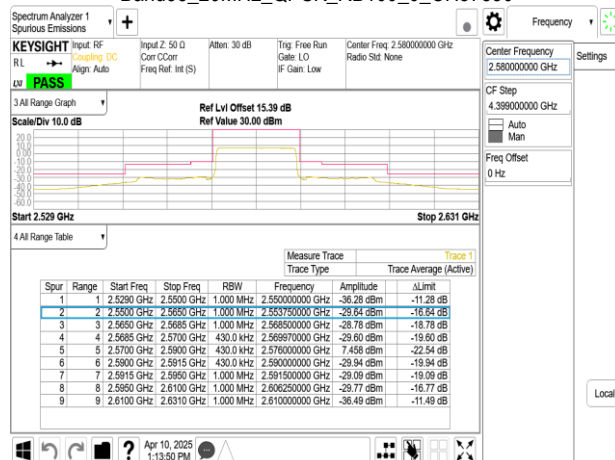 Spectrum Analyzer 1
Spurious Emissions
Frequency
KEYSIGHT
Input: RF
Coupling: DC
Align: Auto
Input Z: 50 Ω
Corr CCorr
Freq Ref: Int (S)
Atten: 30 dB
Trig: Free Run
Gate: LO
IF Gain: Low
Center Freq: 2.580000000 GHz
Radio Std: None
RL
LXI
PASS
Center Frequency
2.580000000 GHz
Settings
CF Step
4.399000000 GHz
Auto
Man
Freq Offset
0 Hz
3 All Range Graph
Scale/Div 10.0 dB
Ref Lvl Offset 15.39 dB
Ref Value 30.00 dBm
20.0
10.0
0.00
-10.0
-20.0
-30.0
-40.0
-50.0
-60.0
Start 2.529 GHz
Stop 2.631 GHz
4 All Range Table
Measure Trace Trace 1
Trace Type Trace Average (Active)
Spur Range Start Freq Stop Freq RBW Frequency Amplitude ΔLimit
1 1 2.5290 GHz 2.5500 GHz 1.000 MHz 2.550000000 GHz -36.28 dBm -11.28 dB
2 2 2.5500 GHz 2.5650 GHz 1.000 MHz 2.553750000 GHz -29.64 dBm -16.64 dB
3 3 2.5650 GHz 2.5685 GHz 1.000 MHz 2.568500000 GHz -28.78 dBm -18.78 dB
4 4 2.5685 GHz 2.5700 GHz 430.0 kHz 2.569970000 GHz -29.60 dBm -19.60 dB
5 5 2.5700 GHz 2.5900 GHz 430.0 kHz 2.576000000 GHz 7.458 dBm -22.54 dB
6 6 2.5900 GHz 2.5915 GHz 430.0 kHz 2.590000000 GHz -29.94 dBm -19.94 dB
7 7 2.5915 GHz 2.5950 GHz 1.000 MHz 2.591500000 GHz -29.09 dBm -19.09 dB
8 8 2.5950 GHz 2.6100 GHz 1.000 MHz 2.606250000 GHz -29.77 dBm -16.77 dB
9 9 2.6100 GHz 2.6310 GHz 1.000 MHz 2.610000000 GHz -36.49 dBm -11.49 dB
Local
Apr 10, 2025
1:13:50 PM